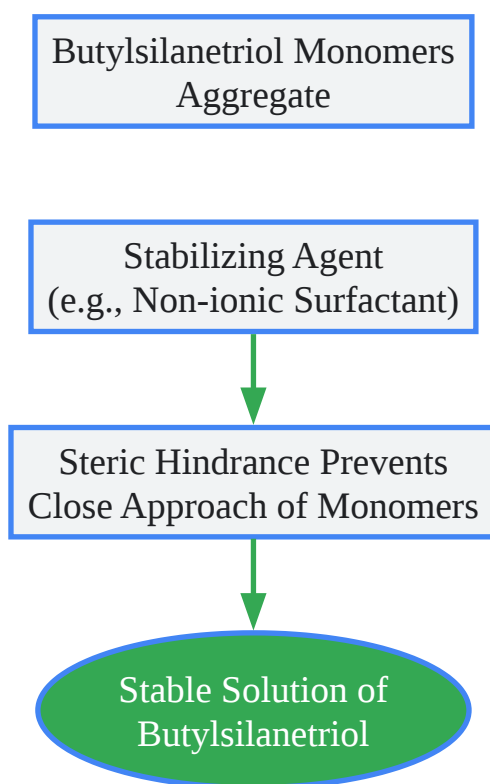 Butylsilanetriol Monomers
Aggregate
Stabilizing Agent
(e.g., Non-ionic Surfactant)
Steric Hindrance Prevents
Close Approach of Monomers
Stable Solution of
Butylsilanetriol